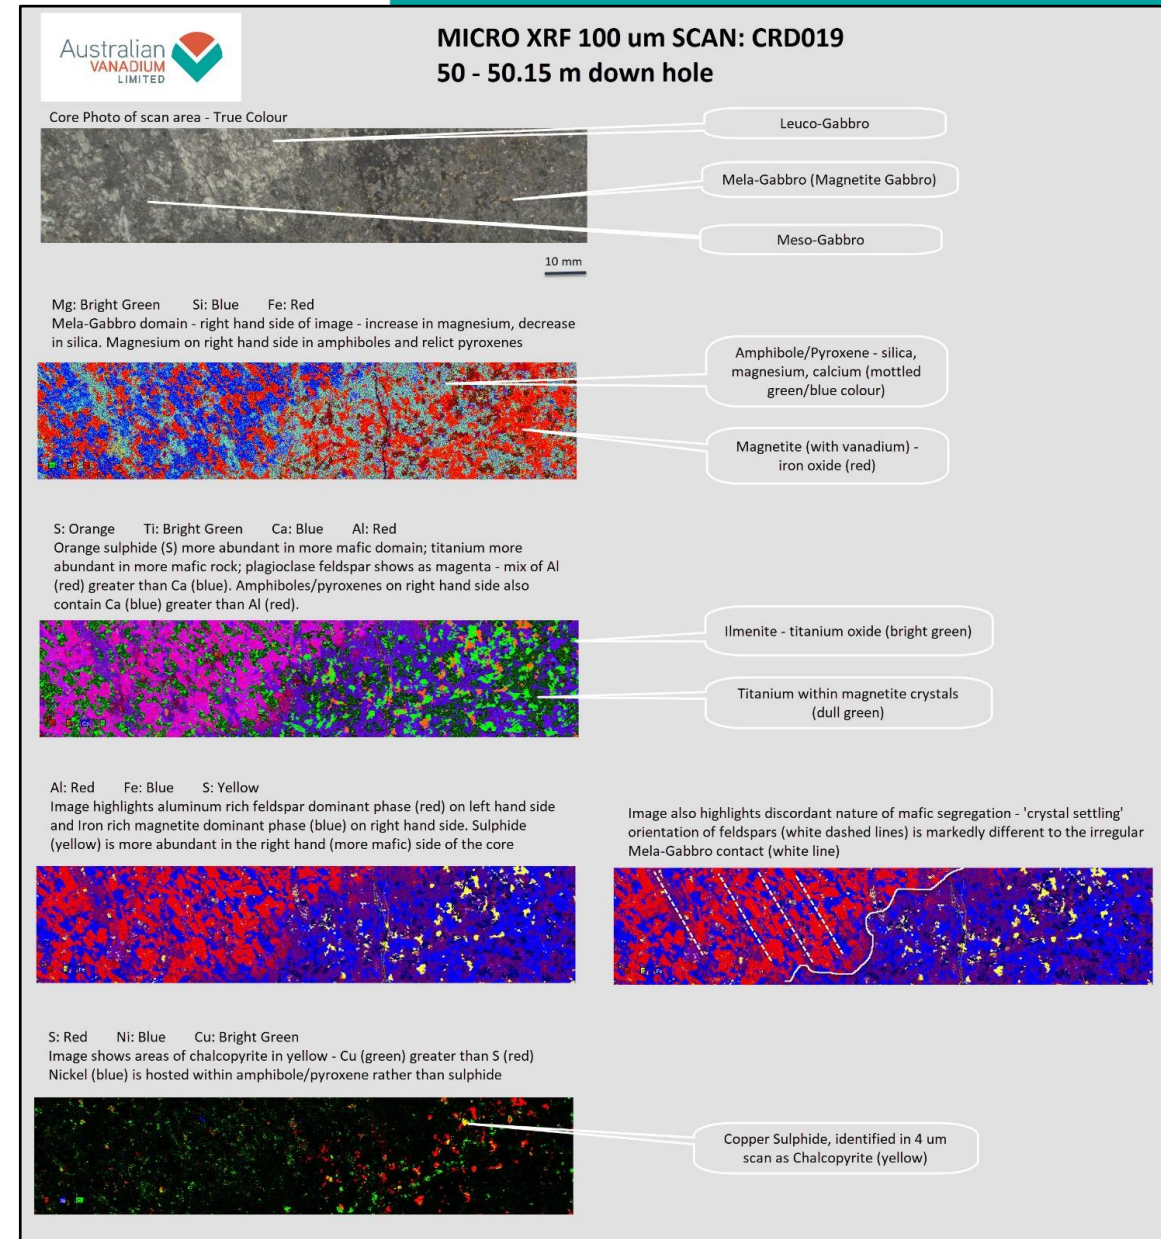 Australian
VANADIUM
LIMITED
MICRO XRF 100 um SCAN: CRD019
50 - 50.15 m down hole
Core Photo of scan area - True Colour
Leuco-Gabbro
Mela-Gabbro (Magnetite Gabbro)
Meso-Gabbro
10 mm
Mg: Bright Green Si: Blue Fe: Red
Mela-Gabbro domain - right hand side of image - increase in magnesium, decrease
in silica. Magnesium on right hand side in amphiboles and relict pyroxenes
Amphibole/Pyroxene - silica,
magnesium, calcium (mottled
green/blue colour)
Magnetite (with vanadium) -
iron oxide (red)
S: Orange Ti: Bright Green Ca: Blue Al: Red
Orange sulphide (S) more abundant in more mafic domain; titanium more
abundant in more mafic rock; plagioclase feldspar shows as magenta - mix of Al
(red) greater than Ca (blue). Amphiboles/pyroxenes on right hand side also
contain Ca (blue) greater than Al (red).
Ilmenite - titanium oxide (bright green)
Titanium within magnetite crystals
(dull green)
Al: Red Fe: Blue S: Yellow
Image highlights aluminum rich feldspar dominant phase (red) on left hand side
and Iron rich magnetite dominant phase (blue) on right hand side. Sulphide
(yellow) is more abundant in the right hand (more mafic) side of the core
Image also highlights discordant nature of mafic segregation - 'crystal settling'
orientation of feldspars (white dashed lines) is markedly different to the irregular
Mela-Gabbro contact (white line)
S: Red Ni: Blue Cu: Bright Green
Image shows areas of chalcopyrite in yellow - Cu (green) greater than S (red)
Nickel (blue) is hosted within amphibole/pyroxene rather than sulphide
Copper Sulphide, identified in 4 um
scan as Chalcopyrite (yellow)